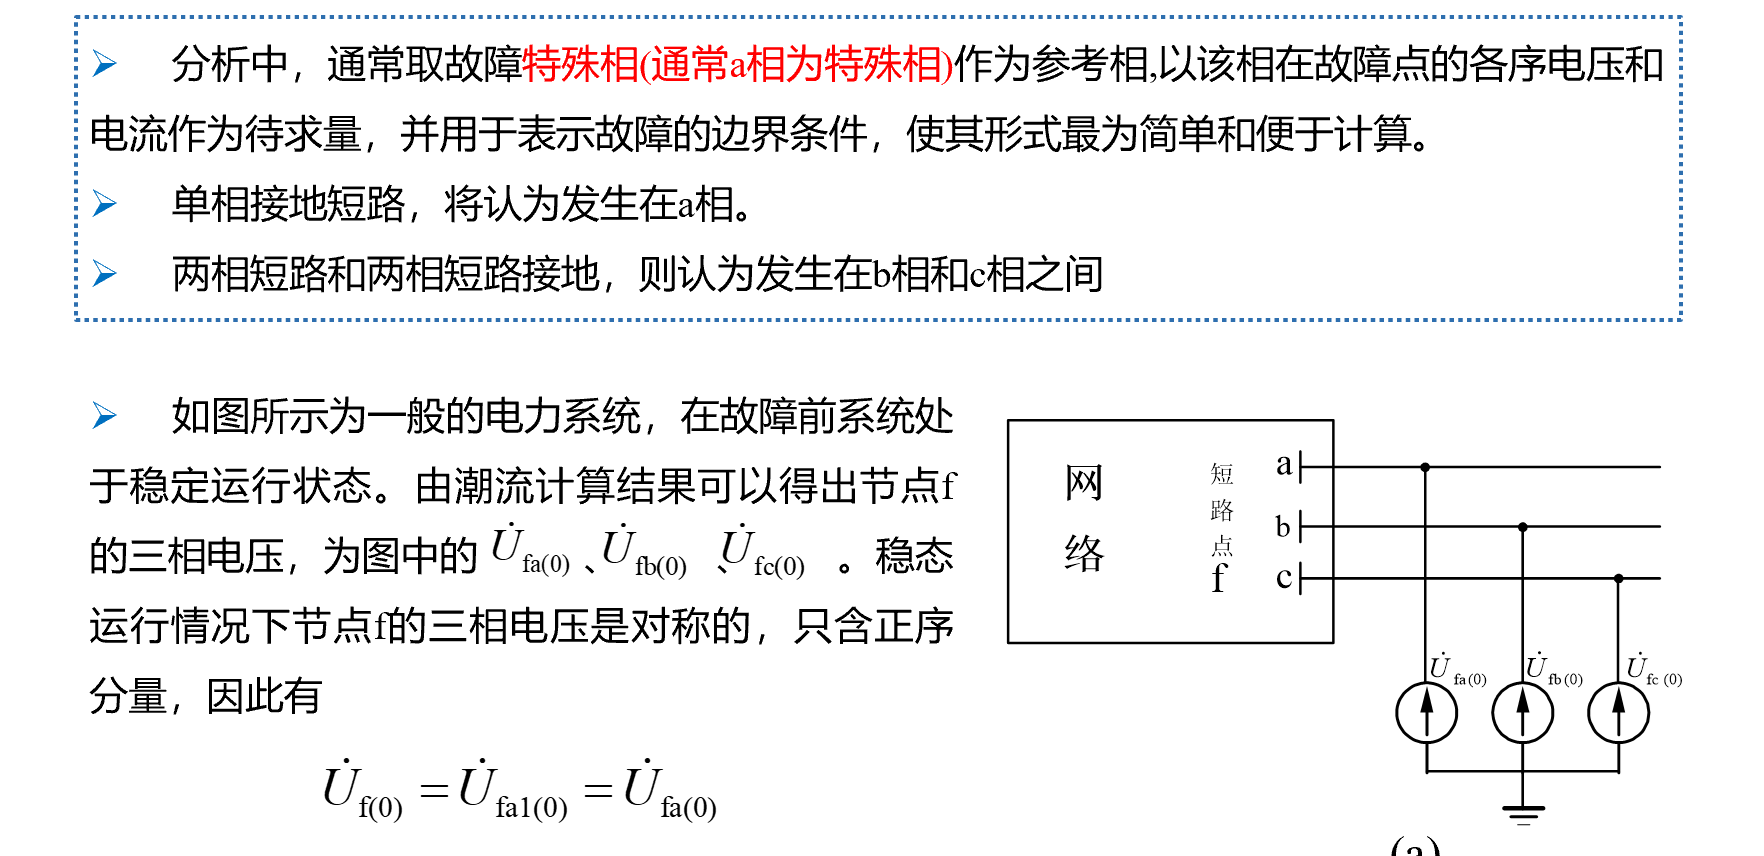 分析中，通常取故障特殊相(通常a相为特殊相)作为参考相,以该相在故障点的各序电压和
电流作为待求量，并用于表示故障的边界条件，使其形式最为简单和便于计算。
单相接地短路，将认为发生在a相。
两相短路和两相短路接地，则认为发生在b相和c相之间
如图所示为一般的电力系统，在故障前系统处
于稳定运行状态。由潮流计算结果可以得出节点f
的三相电压，为图中的 U̇fa(0) 、U̇fb(0) 、U̇fc(0) 。稳态
运行情况下节点f的三相电压是对称的，只含正序
分量，因此有
U̇f(0) = U̇fa1(0) = U̇fa(0)
网络
短路点f
a
b
c
U̇fa(0)
U̇fb(0)
U̇fc(0)
(a)